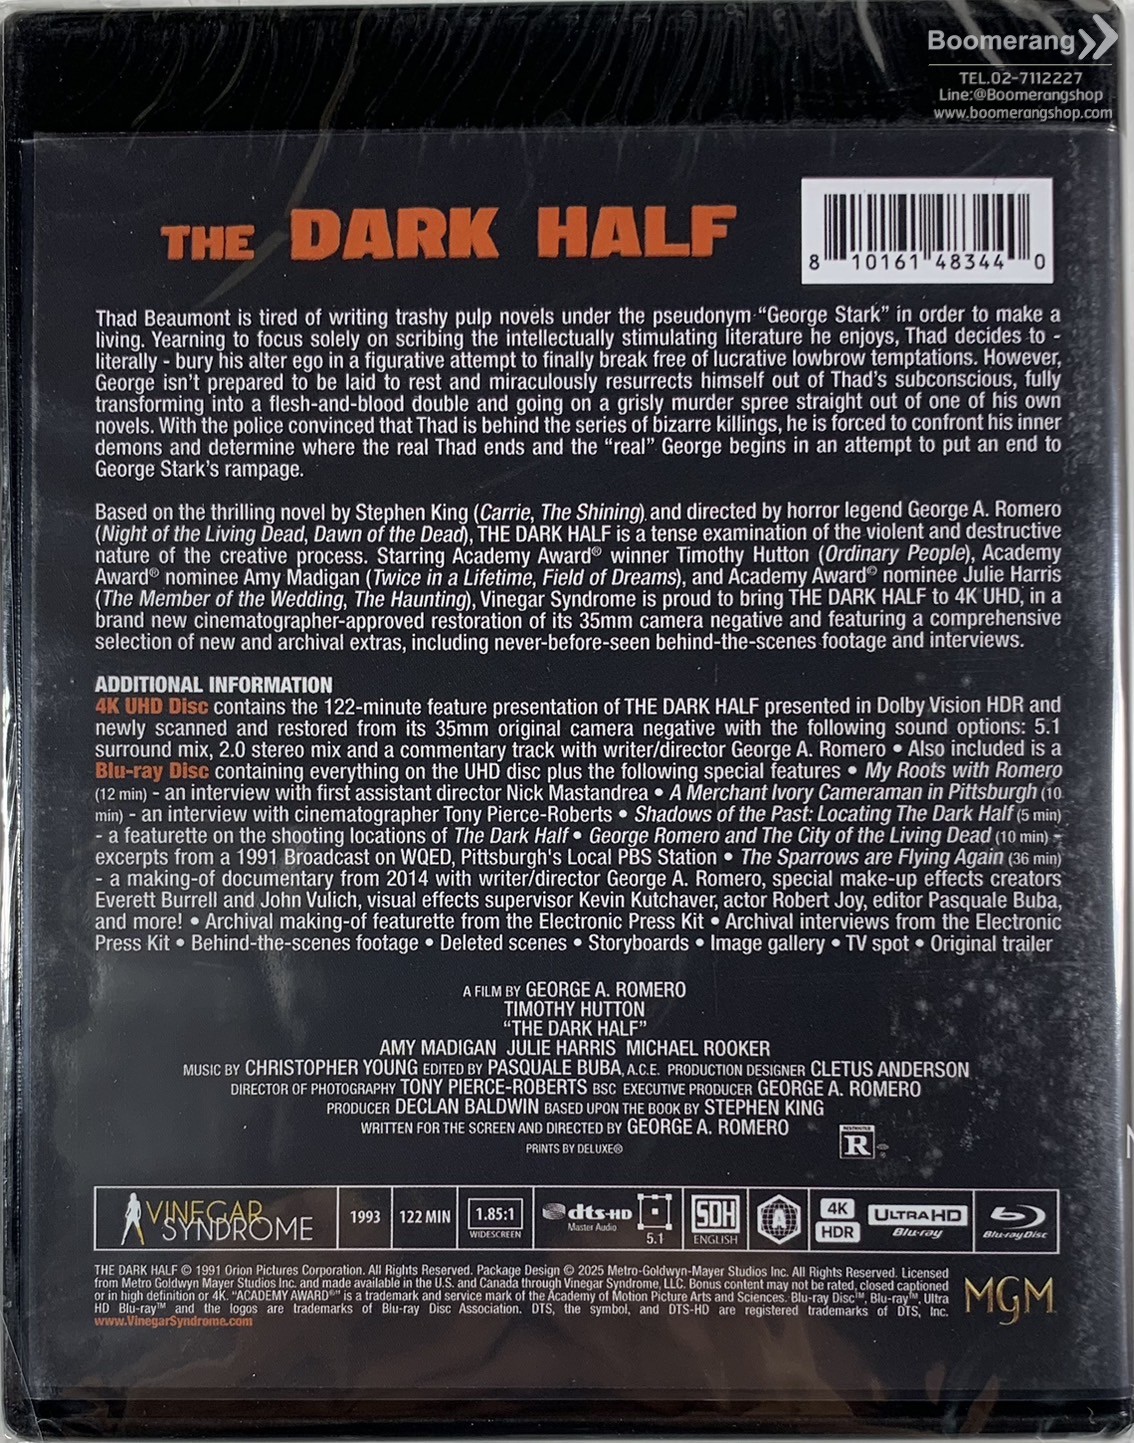 Boomerang
TEL.02-7112227
Line:@Boomerangshop
www.boomerangshop.com
THE DARK HALF
8 10161 48344 0
Thad Beaumont is tired of writing trashy pulp novels under the pseudonym “George Stark” in order to make a
living. Yearning to focus solely on scribing the intellectually stimulating literature he enjoys, Thad decides to -
literally - bury his alter ego in a figurative attempt to finally break free of lucrative lowbrow temptations. However,
George isn’t prepared to be laid to rest and miraculously resurrects himself out of Thad’s subconscious, fully
transforming into a flesh-and-blood double and going on a grisly murder spree straight out of one of his own
novels. With the police convinced that Thad is behind the series of bizarre killings, he is forced to confront his inner
demons and determine where the real Thad ends and the “real” George begins in an attempt to put an end to
George Stark’s rampage.
Based on the thrilling novel by Stephen King (Carrie, The Shining) and directed by horror legend George A. Romero
(Night of the Living Dead, Dawn of the Dead), THE DARK HALF is a tense examination of the violent and destructive
nature of the creative process. Starring Academy Award® winner Timothy Hutton (Ordinary People), Academy
Award® nominee Amy Madigan (Twice in a Lifetime, Field of Dreams), and Academy Award® nominee Julie Harris
(The Member of the Wedding, The Haunting), Vinegar Syndrome is proud to bring THE DARK HALF to 4K UHD, in a
brand new cinematographer-approved restoration of its 35mm camera negative and featuring a comprehensive
selection of new and archival extras, including never-before-seen behind-the-scenes footage and interviews.
ADDITIONAL INFORMATION
4K UHD Disc contains the 122-minute feature presentation of THE DARK HALF presented in Dolby Vision HDR and
newly scanned and restored from its 35mm original camera negative with the following sound options: 5.1
surround mix, 2.0 stereo mix and a commentary track with writer/director George A. Romero • Also included is a
Blu-ray Disc containing everything on the UHD disc plus the following special features • My Roots with Romero
(12 min) - an interview with first assistant director Nick Mastandrea • A Merchant Ivory Cameraman in Pittsburgh (10
min) - an interview with cinematographer Tony Pierce-Roberts • Shadows of the Past: Locating The Dark Half (5 min)
- a featurette on the shooting locations of The Dark Half • George Romero and The City of the Living Dead (10 min) -
excerpts from a 1991 Broadcast on WQED, Pittsburgh's Local PBS Station • The Sparrows are Flying Again (36 min)
- a making-of documentary from 2014 with writer/director George A. Romero, special make-up effects creators
Everett Burrell and John Vulich, visual effects supervisor Kevin Kutchaver, actor Robert Joy, editor Pasquale Buba,
and more! • Archival making-of featurette from the Electronic Press Kit • Archival interviews from the Electronic
Press Kit • Behind-the-scenes footage • Deleted scenes • Storyboards • Image gallery • TV spot • Original trailer
A FILM BY GEORGE A. ROMERO
TIMOTHY HUTTON
“THE DARK HALF”
AMY MADIGAN JULIE HARRIS MICHAEL ROOKER
MUSIC BY CHRISTOPHER YOUNG EDITED BY PASQUALE BUBA, A.C.E. PRODUCTION DESIGNER CLETUS ANDERSON
DIRECTOR OF PHOTOGRAPHY TONY PIERCE-ROBERTS BSC EXECUTIVE PRODUCER GEORGE A. ROMERO
PRODUCER DECLAN BALDWIN BASED UPON THE BOOK BY STEPHEN KING
WRITTEN FOR THE SCREEN AND DIRECTED BY GEORGE A. ROMERO
PRINTS BY DELUXE®
RESTRICTED
R
VINEGAR
SYNDROME
1993
122 MIN
1.85:1
WIDESCREEN
dts-HD
Master Audio
5.1
SDH
ENGLISH
A
4K
HDR
ULTRA HD
Blu-ray
Blu-ray Disc
THE DARK HALF © 1991 Orion Pictures Corporation. All Rights Reserved. Package Design © 2025 Metro-Goldwyn-Mayer Studios Inc. All Rights Reserved. Licensed
from Metro Goldwyn Mayer Studios Inc. and made available in the U.S. and Canada through Vinegar Syndrome, LLC. Bonus content may not be rated, closed captioned
or in high definition or 4K. “ACADEMY AWARD®” is a trademark and service mark of the Academy of Motion Picture Arts and Sciences. Blu-ray Disc™, Blu-ray™, Ultra
HD Blu-ray™ and the logos are trademarks of Blu-ray Disc Association. DTS, the symbol, and DTS-HD are registered trademarks of DTS, Inc.
www.VinegarSyndrome.com
MGM